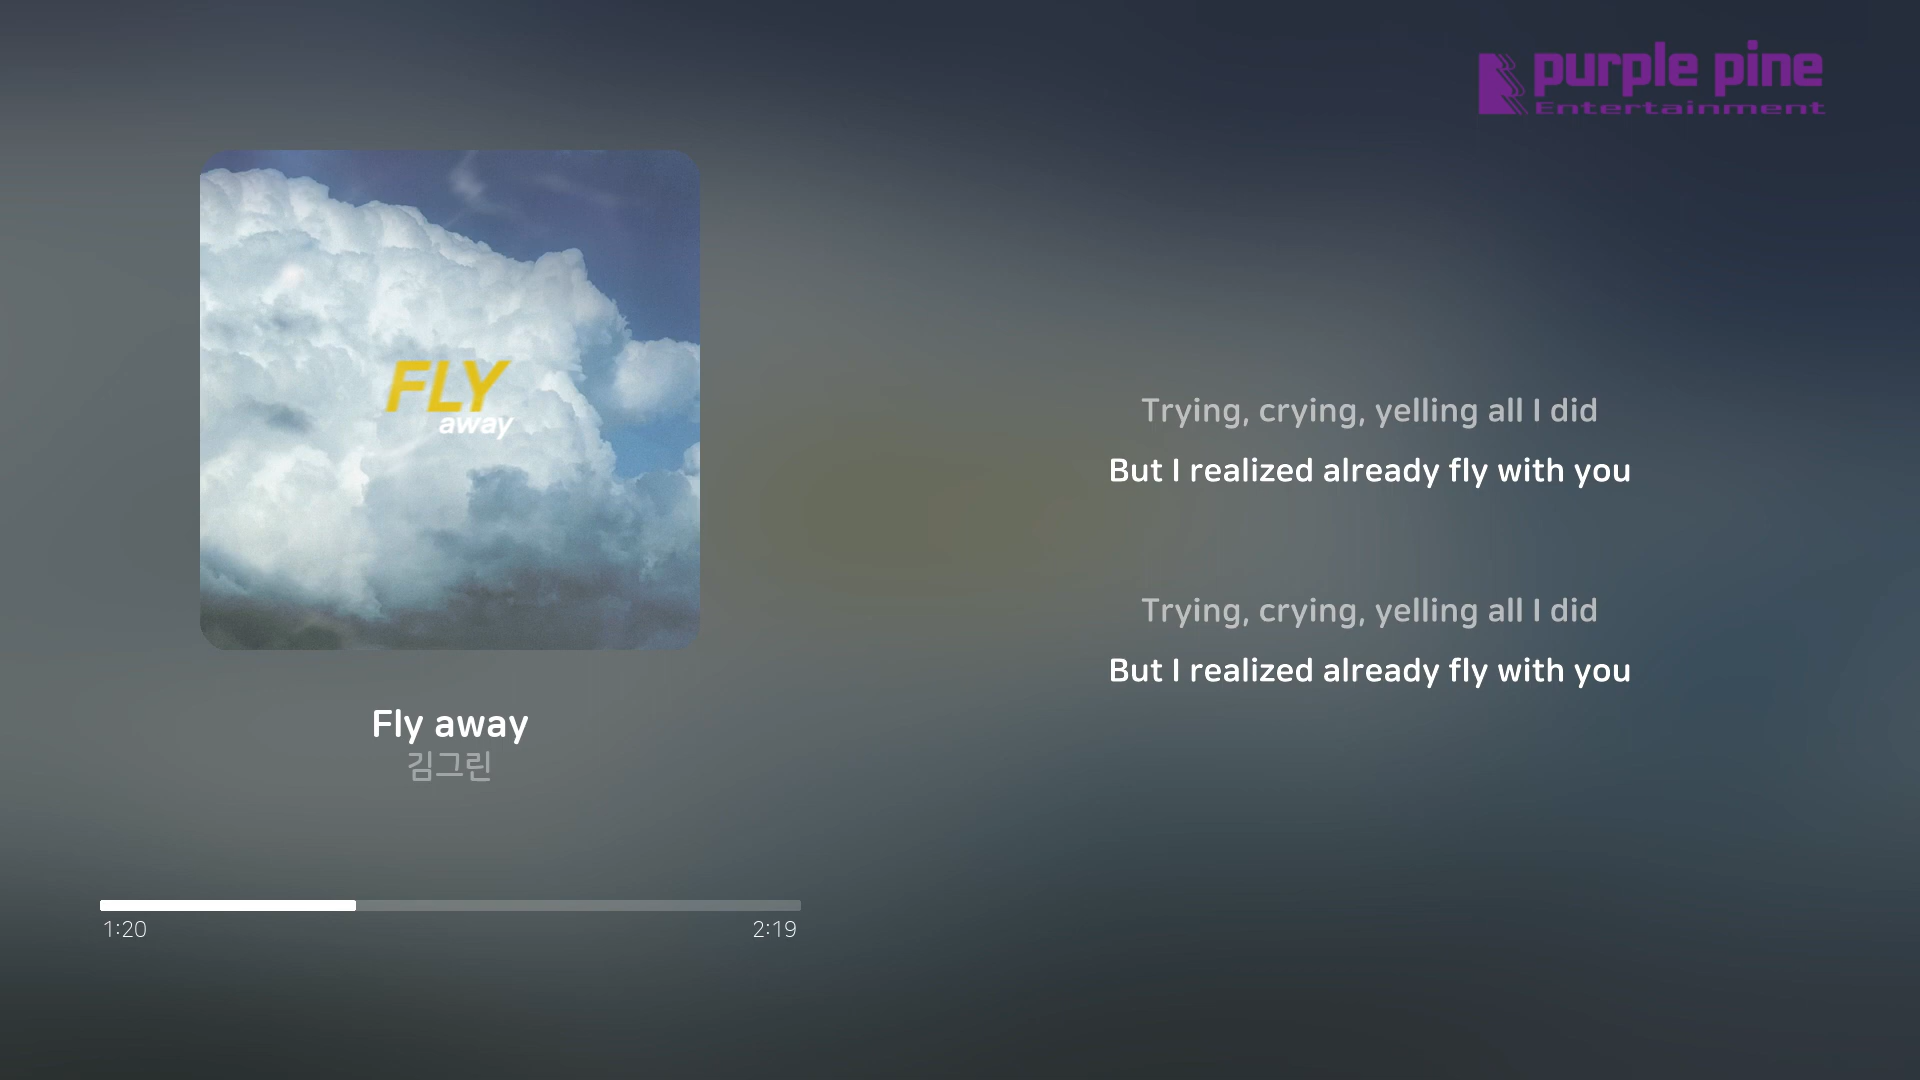 purple pine
Entertainment
FLY
away
Trying, crying, yelling all I did
But I realized already fly with you
Trying, crying, yelling all I did
But I realized already fly with you
Fly away
김그린
1:20
2:19